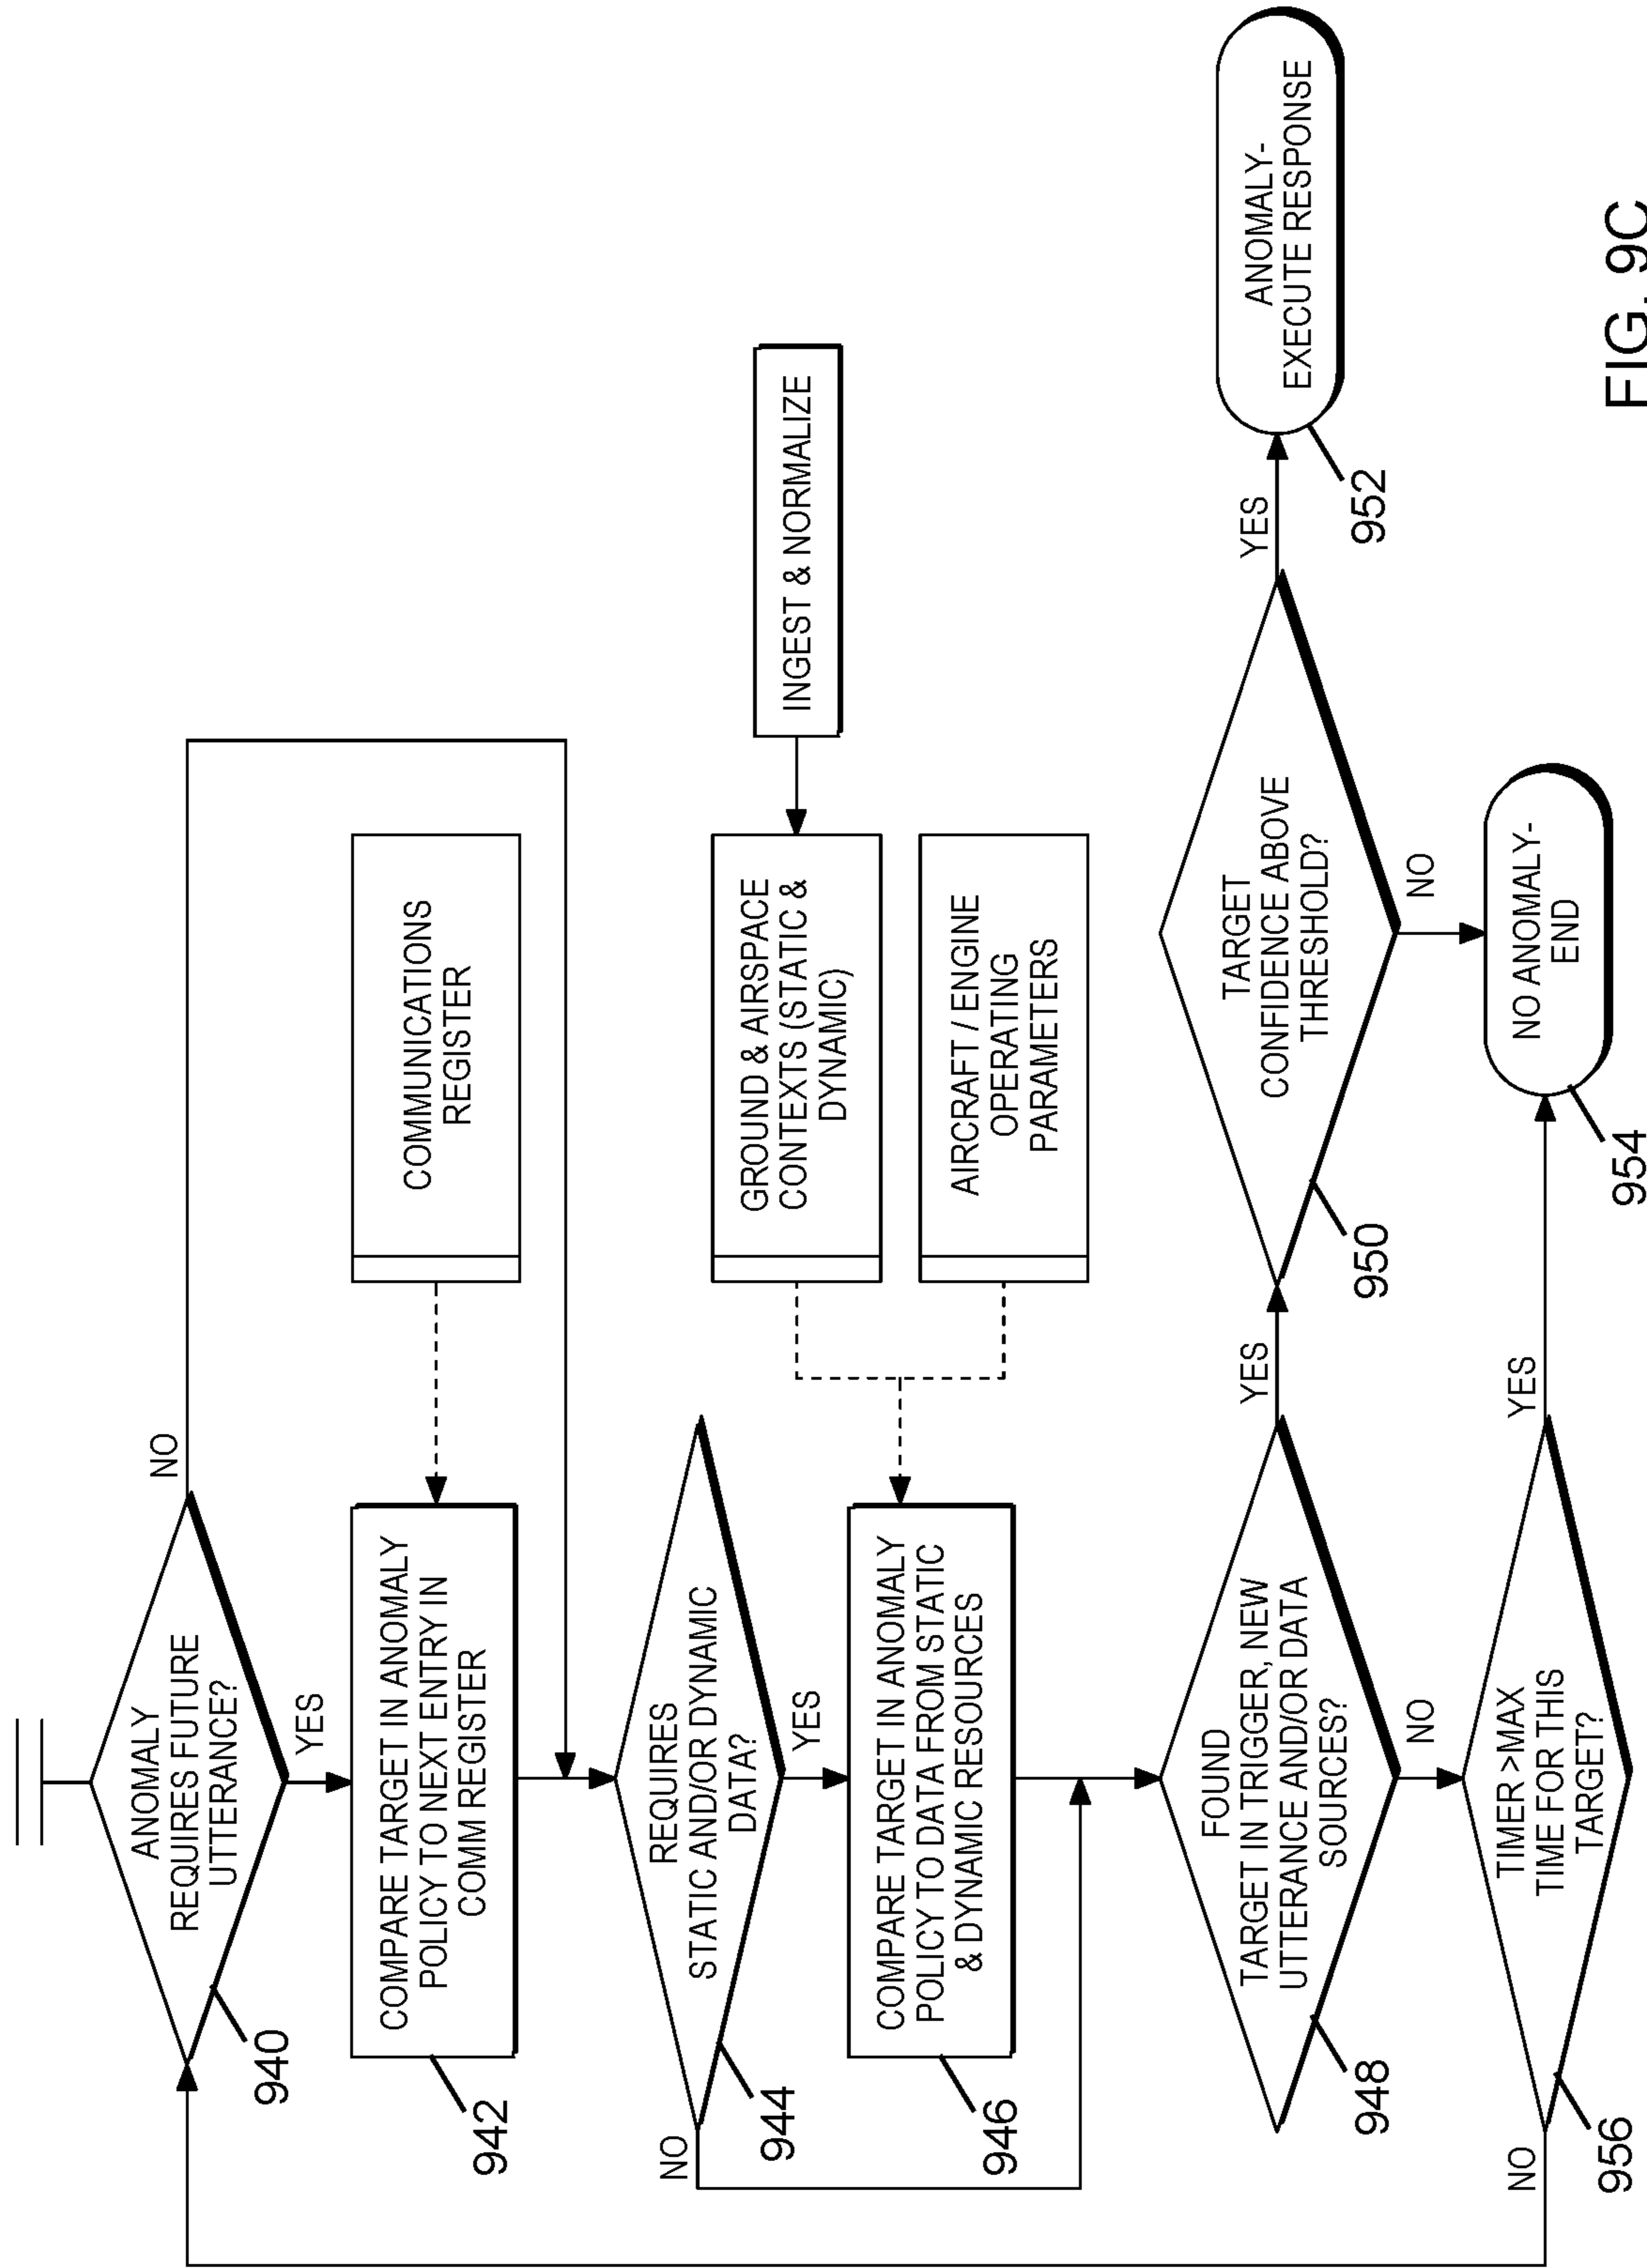 ANOMALY
REQUIRES FUTURE
UTTERANCE?
NO
940
YES
COMPARE TARGET IN ANOMALY
POLICY TO NEXT ENTRY IN
COMM REGISTER
942
COMMUNICATIONS
REGISTER
REQUIRES
STATIC AND/OR DYNAMIC
DATA?
NO
944
YES
GROUND & AIRSPACE
CONTEXTS (STATIC &
DYNAMIC)
INGEST & NORMALIZE
COMPARE TARGET IN ANOMALY
POLICY TO DATA FROM STATIC
& DYNAMIC RESOURCES
946
AIRCRAFT / ENGINE
OPERATING
PARAMETERS
FOUND
TARGET IN TRIGGER, NEW
UTTERANCE AND/OR DATA
SOURCES?
948
YES
NO
TARGET
CONFIDENCE ABOVE
THRESHOLD?
950
YES
NO
ANOMALY-
EXECUTE RESPONSE
952
TIMER >MAX
TIME FOR THIS
TARGET?
NO
956
YES
NO ANOMALY-
END
954
FIG. 9C